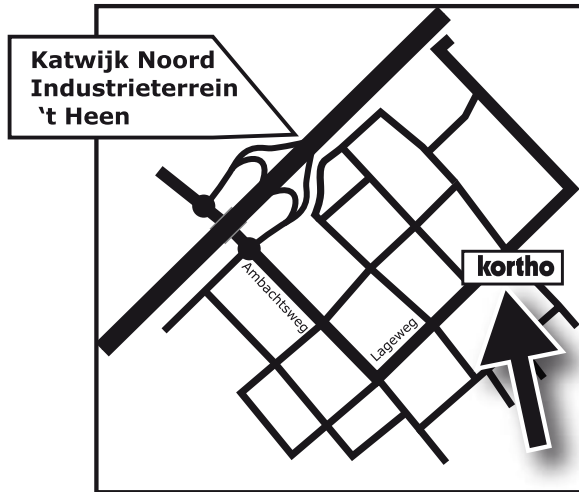 Katwijk Noord
Industrieterrein
‘t Heen
kortho
Ambachtsweg
Lageweg